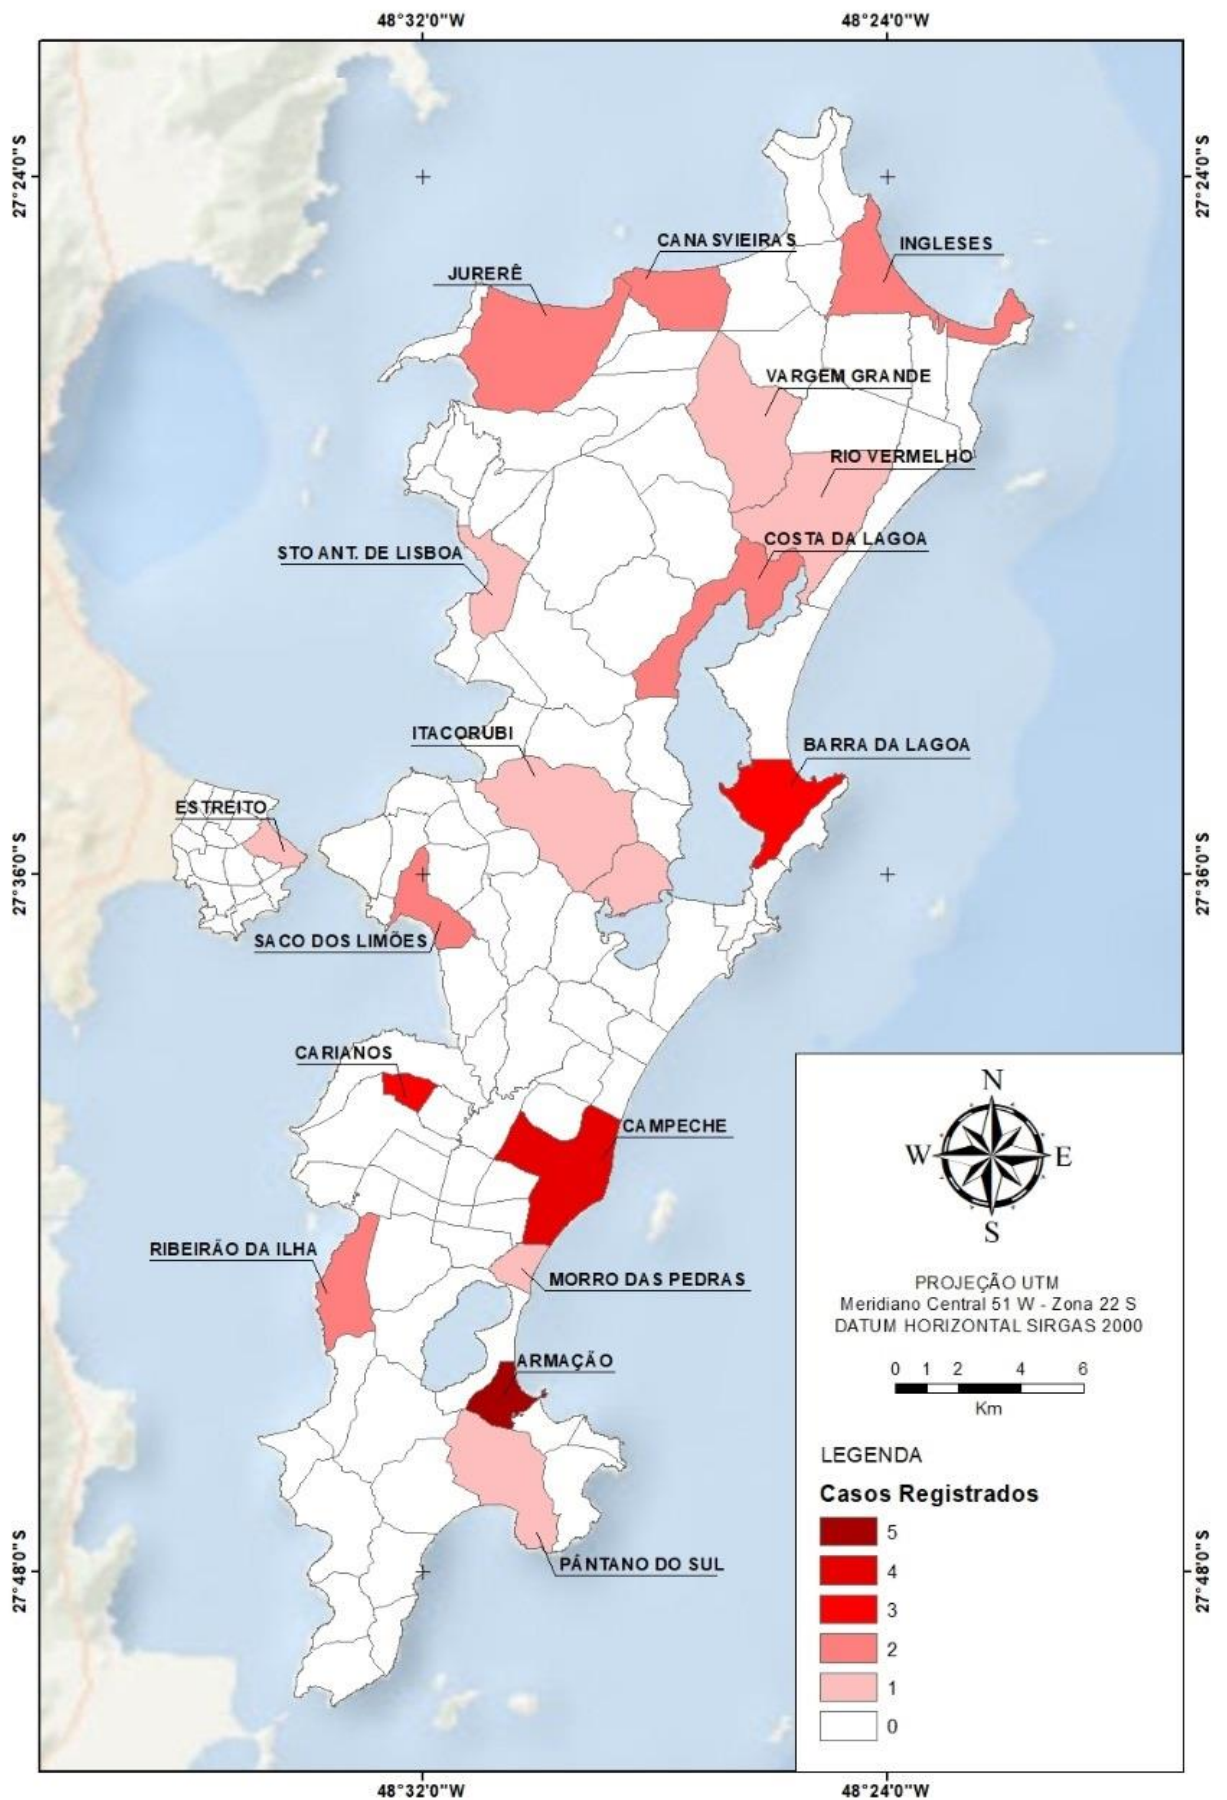 48°32'0"W
48°24'0"W
27°24'0"S
27°24'0"S
CANASVIEIRAS
INGLESES
JURERÊ
VARGEM GRANDE
RIO VERMELHO
COSTA DA LAGOA
STO ANT. DE LISBOA
ITACORUBI
BARRA DA LAGOA
ESTREITO
27°36'0"S
27°36'0"S
SACO DOS LIMÕES
CARIANOS
CAMPECHE
RIBEIRÃO DA ILHA
MORRO DAS PEDRAS
ARMAÇÃO
PÂNTANO DO SUL
27°48'0"S
27°48'0"S
N
W
E
S
PROJEÇÃO UTM
Meridiano Central 51 W - Zona 22 S
DATUM HORIZONTAL SIRGAS 2000
0 1 2 4 6
Km
LEGENDA
Casos Registrados
5
4
3
2
1
0
48°32'0"W
48°24'0"W